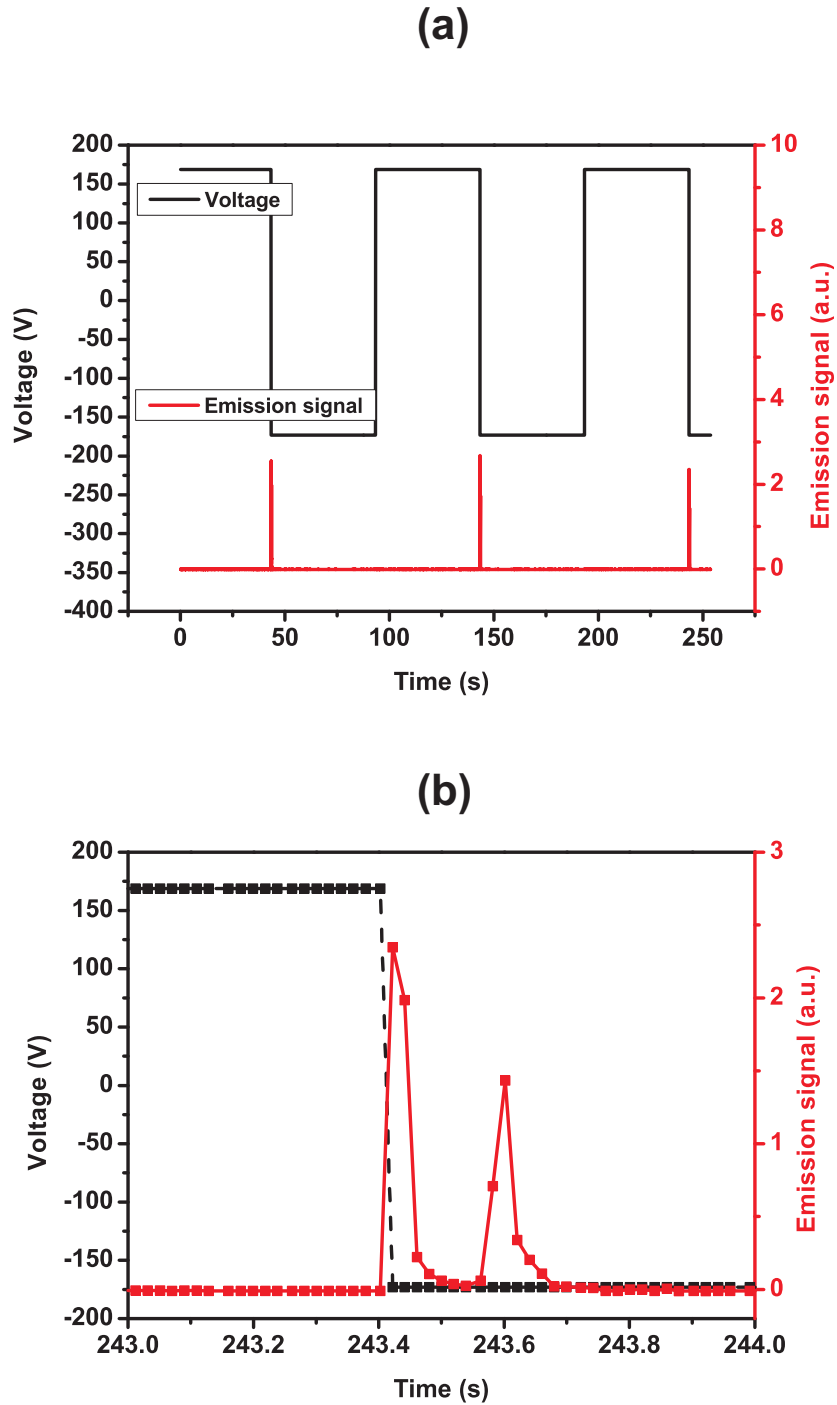 (a)
200
150
100
50
0
-50
-100
-150
-200
-250
-300
-350
-400
Voltage (V)
Voltage
Emission signal
10
8
6
4
2
0
Emission signal (a.u.)
0 50 100 150 200 250
Time (s)
(b)
200
150
100
50
0
-50
-100
-150
-200
Voltage (V)
3
2
1
0
Emission signal (a.u.)
243.0 243.2 243.4 243.6 243.8 244.0
Time (s)